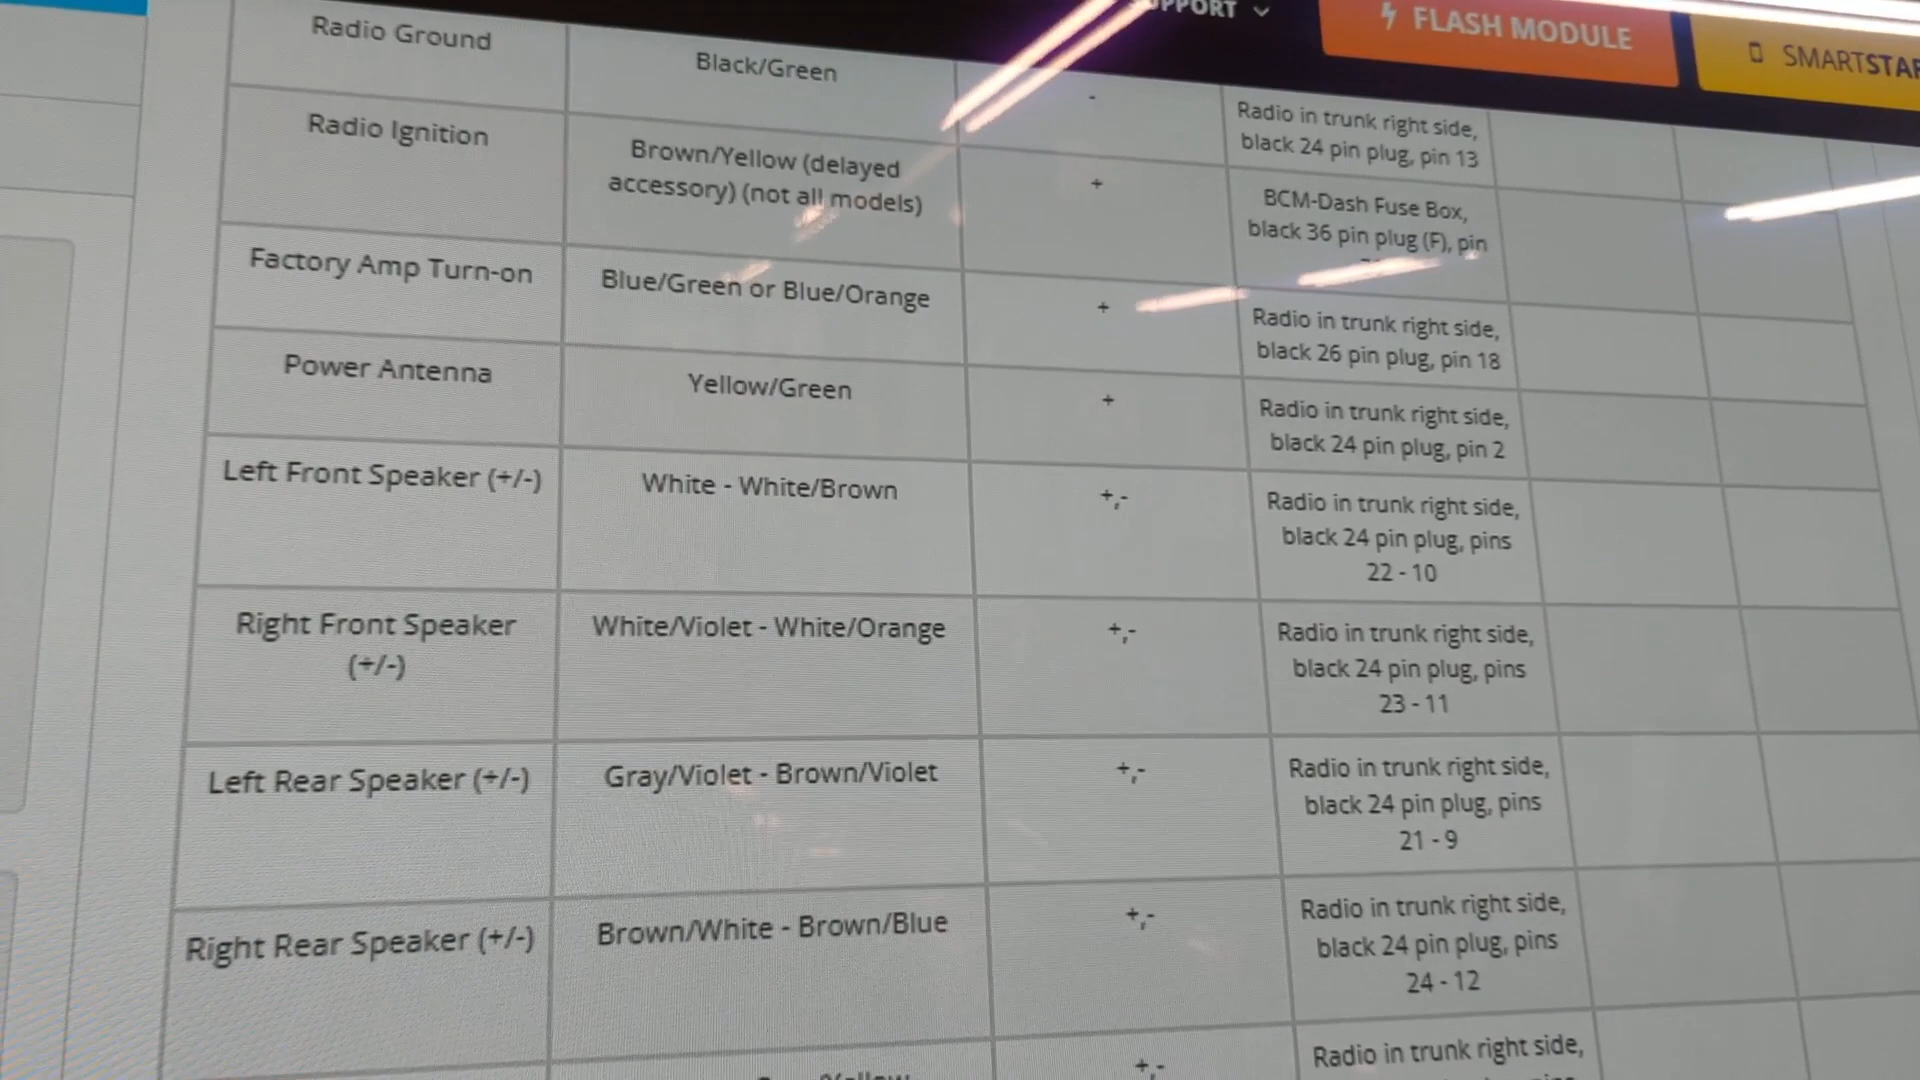 FLASH MODULE
Radio Ground
Black/Green
-
Radio in trunk right side,
black 24 pin plug, pin 13
Radio Ignition
Brown/Yellow (delayed
accessory) (not all models)
+
BCM-Dash Fuse Box,
black 36 pin plug (F), pin
Factory Amp Turn-on
Blue/Green or Blue/Orange
+
Radio in trunk right side,
black 26 pin plug, pin 18
Power Antenna
Yellow/Green
+
Radio in trunk right side,
black 24 pin plug, pin 2
Left Front Speaker (+/-)
White - White/Brown
+,-
Radio in trunk right side,
black 24 pin plug, pins
22 - 10
Right Front Speaker
(+/-)
White/Violet - White/Orange
+,-
Radio in trunk right side,
black 24 pin plug, pins
23 - 11
Left Rear Speaker (+/-)
Gray/Violet - Brown/Violet
+,-
Radio in trunk right side,
black 24 pin plug, pins
21 - 9
Right Rear Speaker (+/-)
Brown/White - Brown/Blue
+,-
Radio in trunk right side,
black 24 pin plug, pins
24 - 12
+,-
Radio in trunk right side,